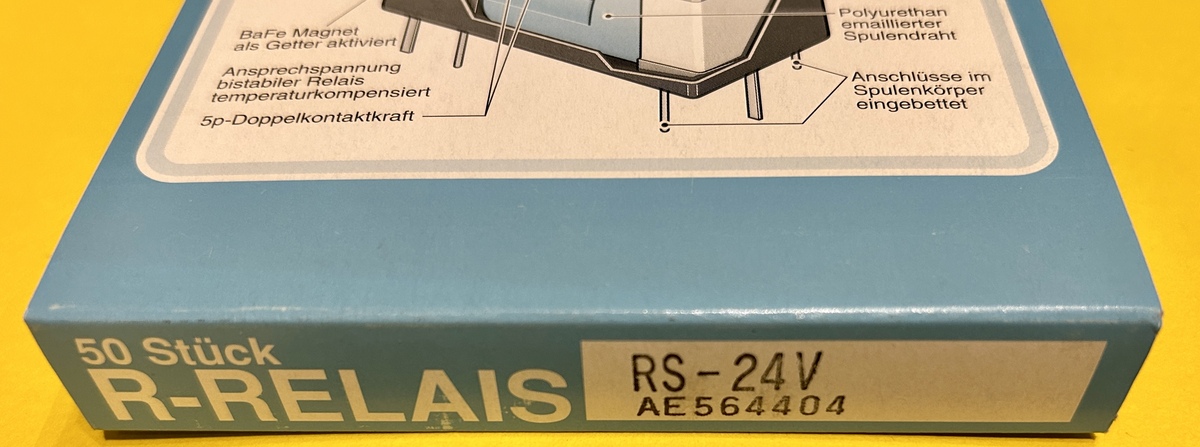 BaFe Magnet
als Getter aktiviert
Ansprechspannung
bistabiler Relais
temperaturkompensiert
5p-Doppelkontaktkraft
Polyurethan
emaillierter
Spulendraht
Anschlüsse im
Spulenkörper
eingebettet
50 Stück
R-RELAIS
RS-24V
AE564404